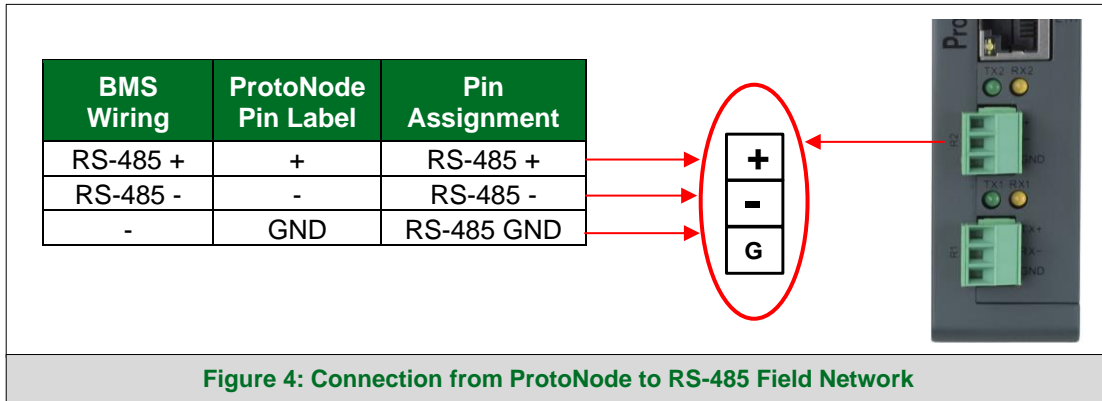 BMS Wiring ProtoNode Pin Label Pin Assignment
RS-485 + + RS-485 +
RS-485 - - RS-485 -
- GND RS-485 GND
+
-
G
Pro
TX2 RX2
R2
+
-
GND
TX1 RX1
R1
RX+
RX-
GND
Figure 4: Connection from ProtoNode to RS-485 Field Network